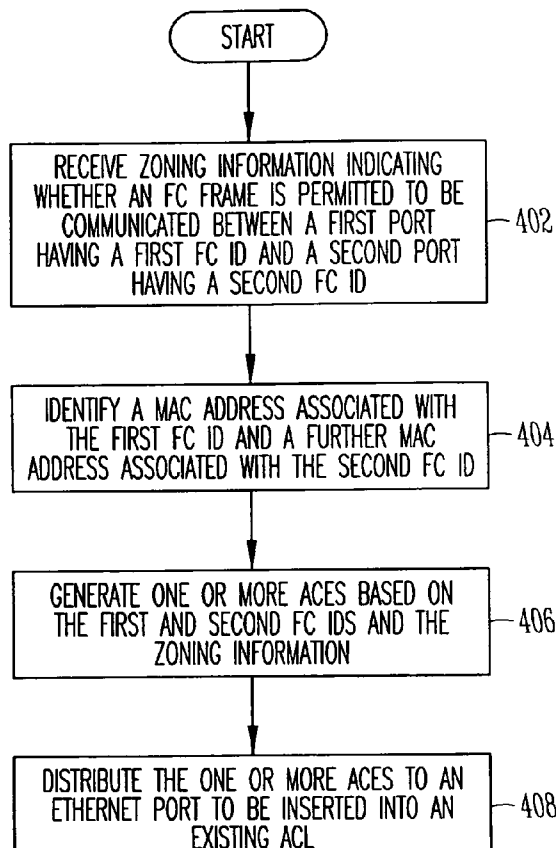 START
RECEIVE ZONING INFORMATION INDICATING
WHETHER AN FC FRAME IS PERMITTED TO BE
COMMUNICATED BETWEEN A FIRST PORT
HAVING A FIRST FC ID AND A SECOND PORT
HAVING A SECOND FC ID
402
IDENTIFY A MAC ADDRESS ASSOCIATED WITH
THE FIRST FC ID AND A FURTHER MAC
ADDRESS ASSOCIATED WITH THE SECOND FC ID
404
GENERATE ONE OR MORE ACES BASED ON
THE FIRST AND SECOND FC IDS AND THE
ZONING INFORMATION
406
DISTRIBUTE THE ONE OR MORE ACES TO AN
ETHERNET PORT TO BE INSERTED INTO AN
EXISTING ACL
408